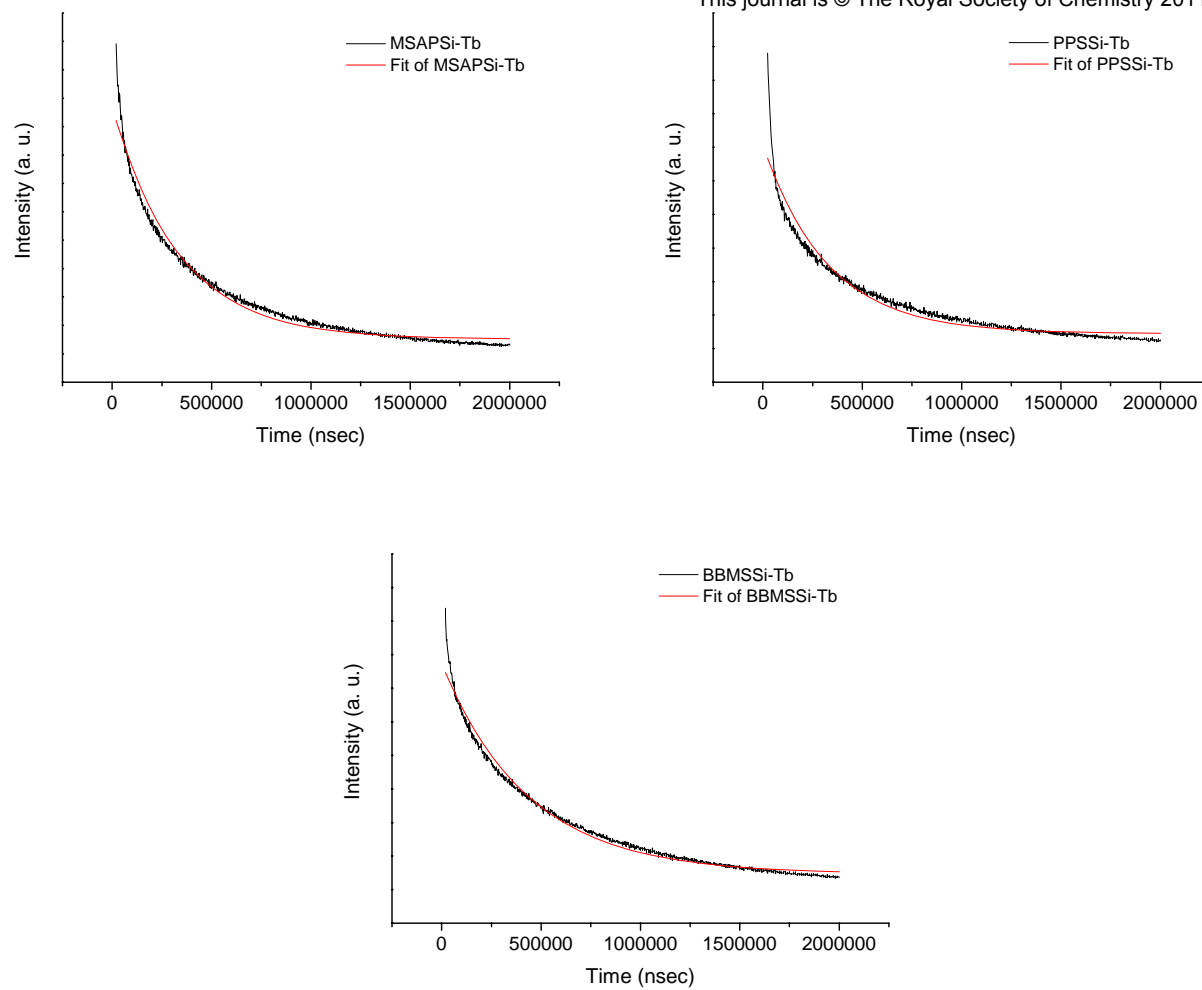 This journal is © The Royal Society of Chemistry 201
MSAPSi-Tb
Fit of MSAPSi-Tb
Intensity (a. u.)
0 500000 1000000 1500000 2000000
Time (nsec)
PPSSi-Tb
Fit of PPSSi-Tb
Intensity (a. u.)
0 500000 1000000 1500000 2000000
Time (nsec)
BBMSSi-Tb
Fit of BBMSSi-Tb
Intensity (a. u.)
0 500000 1000000 1500000 2000000
Time (nsec)